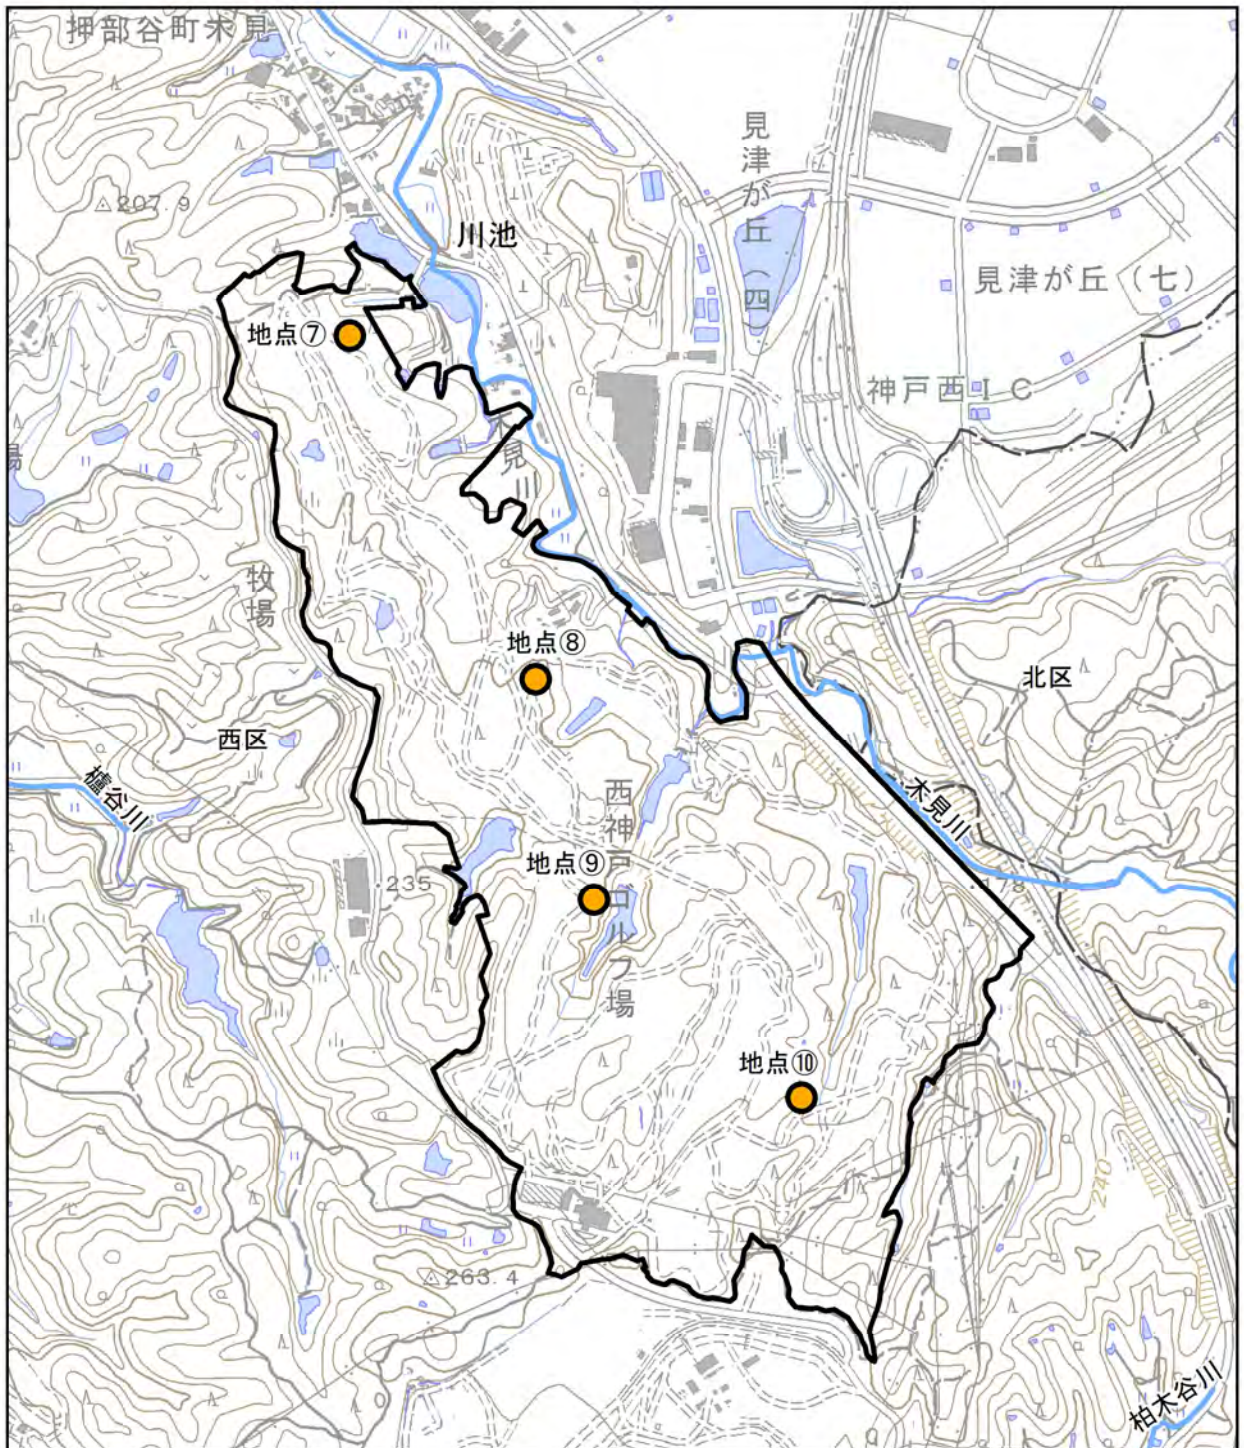 押部谷町木見
207.9
川池
見津が丘（四）
見津が丘（七）
神戸西ＩＣ
地点⑦
木見川
牧場
地点⑧
北区
西区
櫨谷川
木見川
西神戸ゴルフ場
地点⑨
235
178
地点⑩
240
263.4
柏木谷川